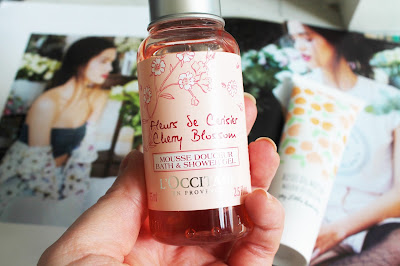 Fleurs de Cerisier
Cherry Blossom
MOUSSE DOUCHE
BATH & SHOWER GEL
L'OCCITANE
EN PROVENCE